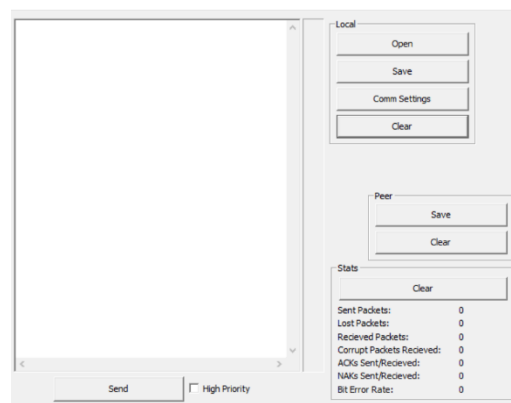 Local
Open
Save
Comm Settings
Clear
Peer
Save
Clear
Stats
Clear
Sent Packets: 0
Lost Packets: 0
Recieved Packets: 0
Corrupt Packets Recieved: 0
ACKs Sent/Recieved: 0
NAKs Sent/Recieved: 0
Bit Error Rate: 0
Send
High Priority